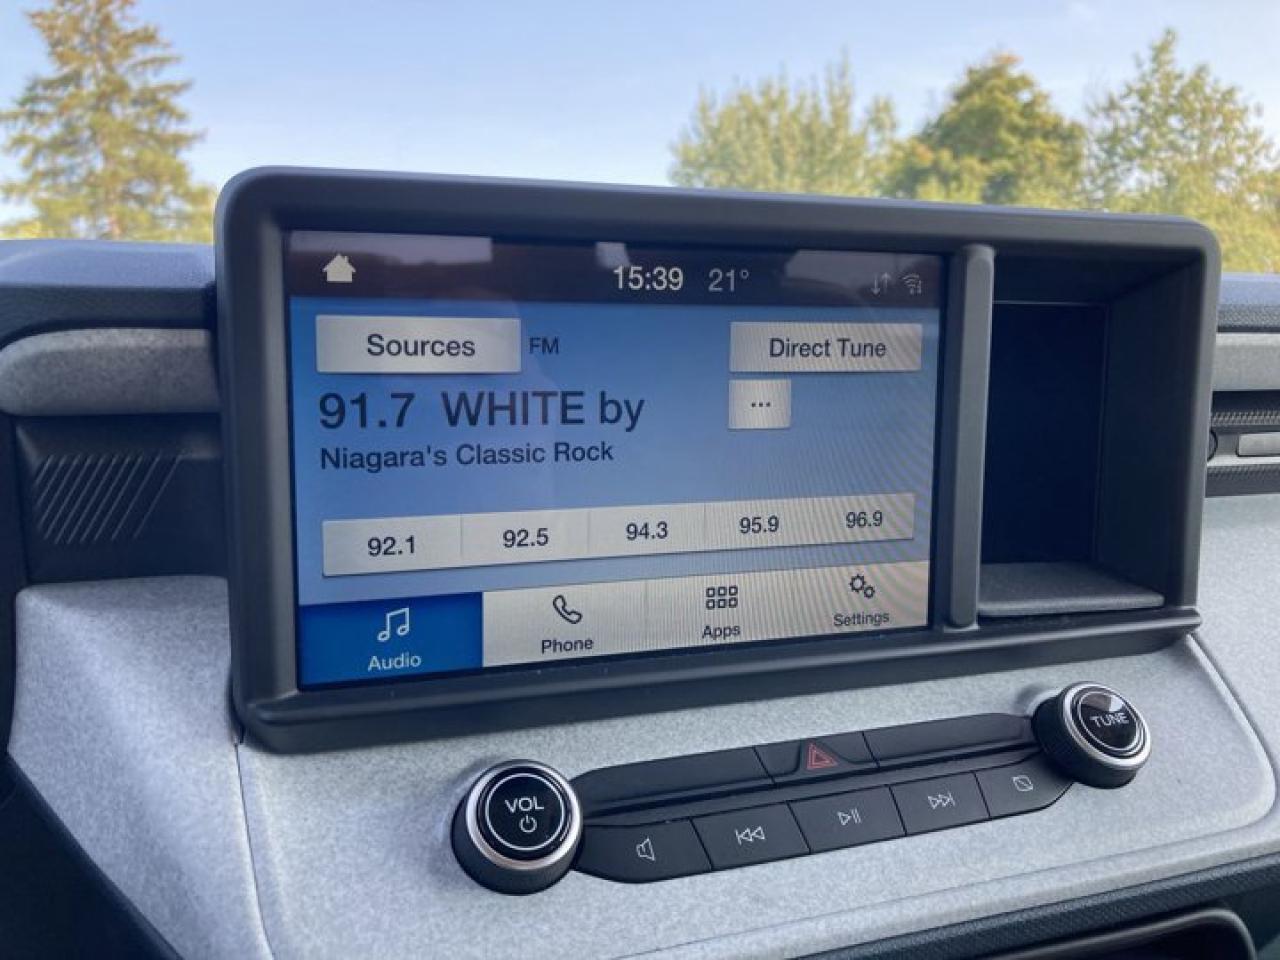 15:39 21°
Sources FM Direct Tune
91.7 WHITE by ...
Niagara's Classic Rock
92.1 92.5 94.3 95.9 96.9
Audio Phone Apps Settings
TUNE
VOL